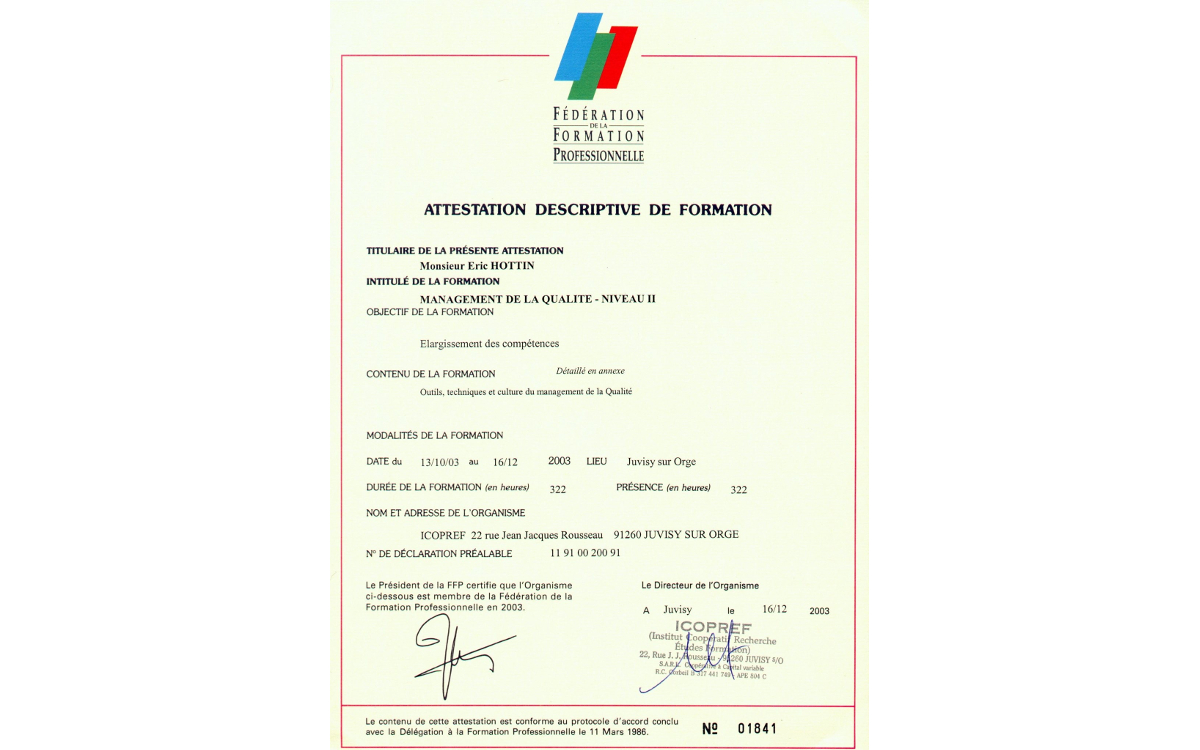 FÉDÉRATION
DE LA
FORMATION
PROFESSIONNELLE
ATTESTATION DESCRIPTIVE DE FORMATION
TITULAIRE DE LA PRÉSENTE ATTESTATION
Monsieur Eric HOTTIN
INTITULÉ DE LA FORMATION
MANAGEMENT DE LA QUALITE - NIVEAU II
OBJECTIF DE LA FORMATION
Elargissement des compétences
CONTENU DE LA FORMATION Détaillé en annexe
Outils, techniques et culture du management de la Qualité
MODALITÉS DE LA FORMATION
DATE du 13/10/03 au 16/12 2003 LIEU Juvisy sur Orge
DURÉE DE LA FORMATION (en heures) 322 PRÉSENCE (en heures) 322
NOM ET ADRESSE DE L'ORGANISME
ICOPREF 22 rue Jean Jacques Rousseau 91260 JUVISY SUR ORGE
N° DE DÉCLARATION PRÉALABLE 11 91 00 200 91
Le Président de la FFP certifie que l'Organisme
ci-dessous est membre de la Fédération de la
Formation Professionnelle en 2003.
Le Directeur de l'Organisme
A Juvisy le 16/12 2003
ICOPREF
(Institut Coopératif Recherche
Études Formation)
22, Rue J. J. Rousseau - 91260 JUVISY S/O
S.A.R.L. Coopérative à Capital variable
R.C. Corbeil B 327 441 APE 804 C
Le contenu de cette attestation est conforme au protocole d'accord conclu
avec la Délégation à la Formation Professionnelle le 11 Mars 1986.
Nº 01841